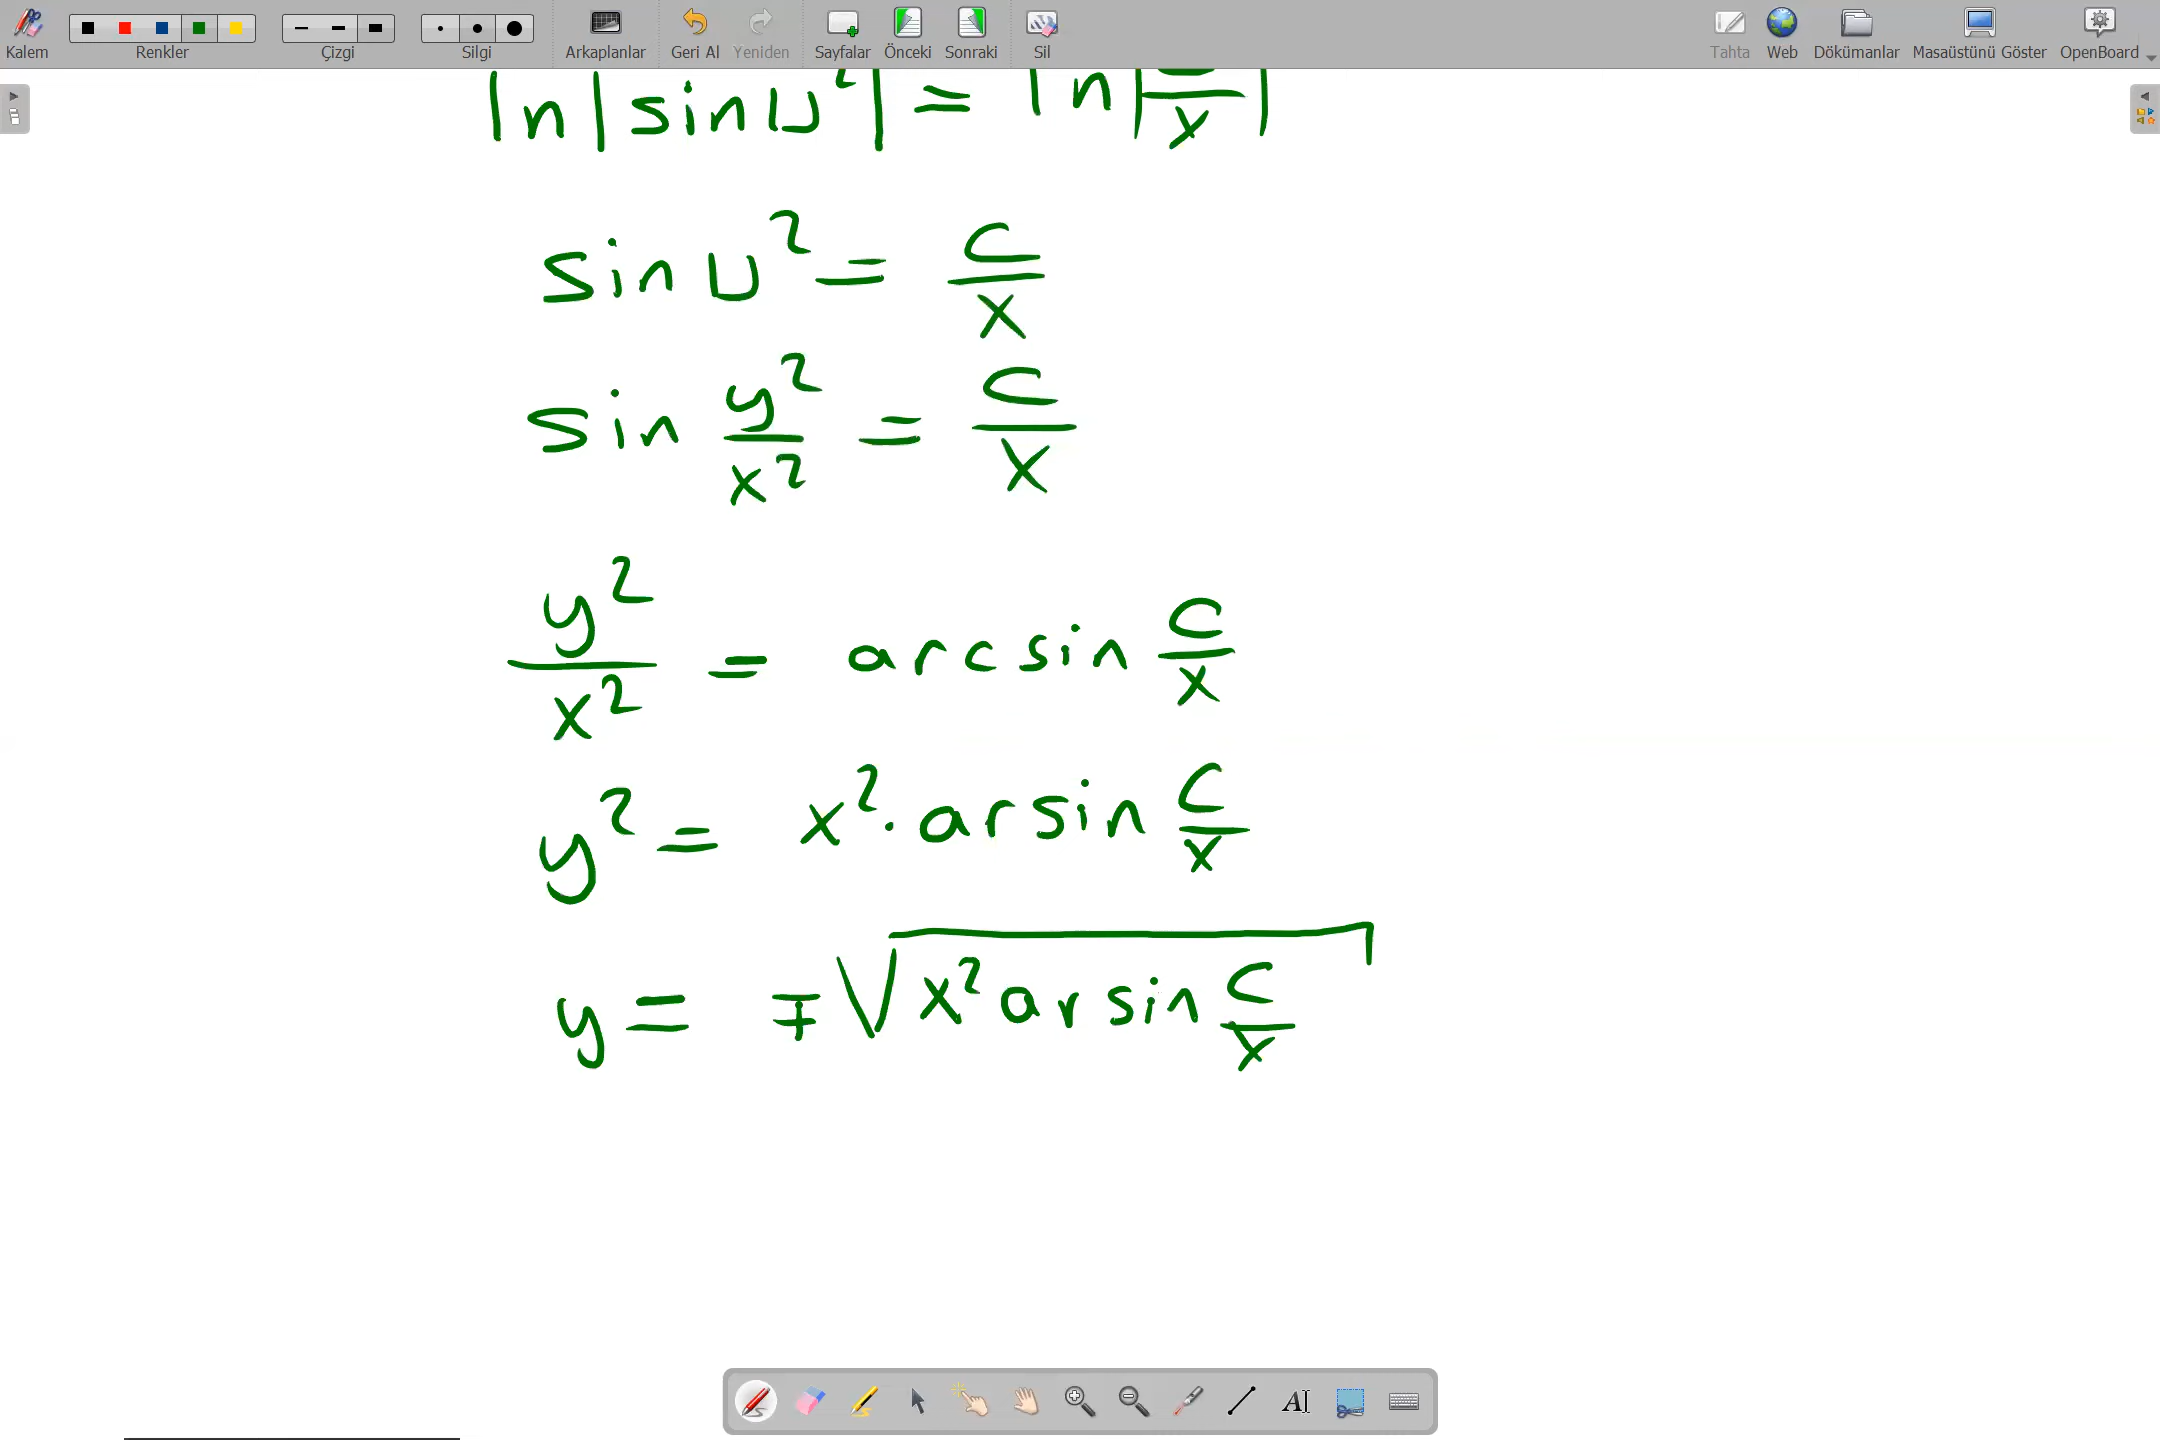 Kalem Renkler Çizgi Silgi Arkaplanlar Geri Al Yeniden Sayfalar Önceki Sonraki Sil Tahta Web Dökümanlar Masaüstünü Göster OpenBoard
ln|sin u²| = ln|c/x|
sin u² = c/x
sin y²/x² = c/x
y²/x² = arcsin c/x
y² = x² · arsin c/x
y = ∓√(x² arsin c/x)